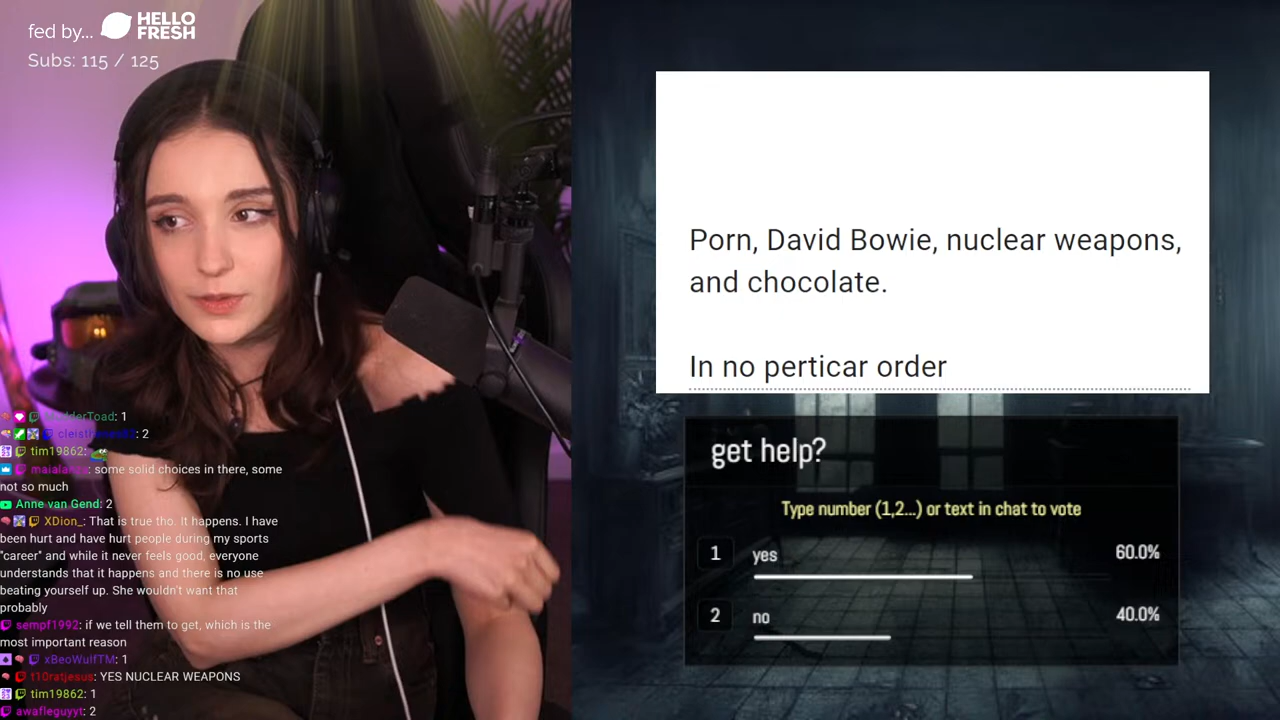 fed by... HELLO FRESH
Subs: 115 / 125
Porn, David Bowie, nuclear weapons,
and chocolate.
In no perticar order
get help?
Type number (1,2...) or text in chat to vote
1 yes 60.0%
2 no 40.0%
: 1
: 2
tim19862:
: some solid choices in there, some
not so much
Anne van Gend: 2
XDion_: That is true tho. It happens. I have
been hurt and have hurt people during my sports
"career" and while it never feels good, everyone
understands that it happens and there is no use
beating yourself up. She wouldn't want that
probably
sempf1992: if we tell them to get, which is the
most important reason
xBeoWulfTM: 1
t10ratjesus: YES NUCLEAR WEAPONS
tim19862: 1
awafleguyyt: 2